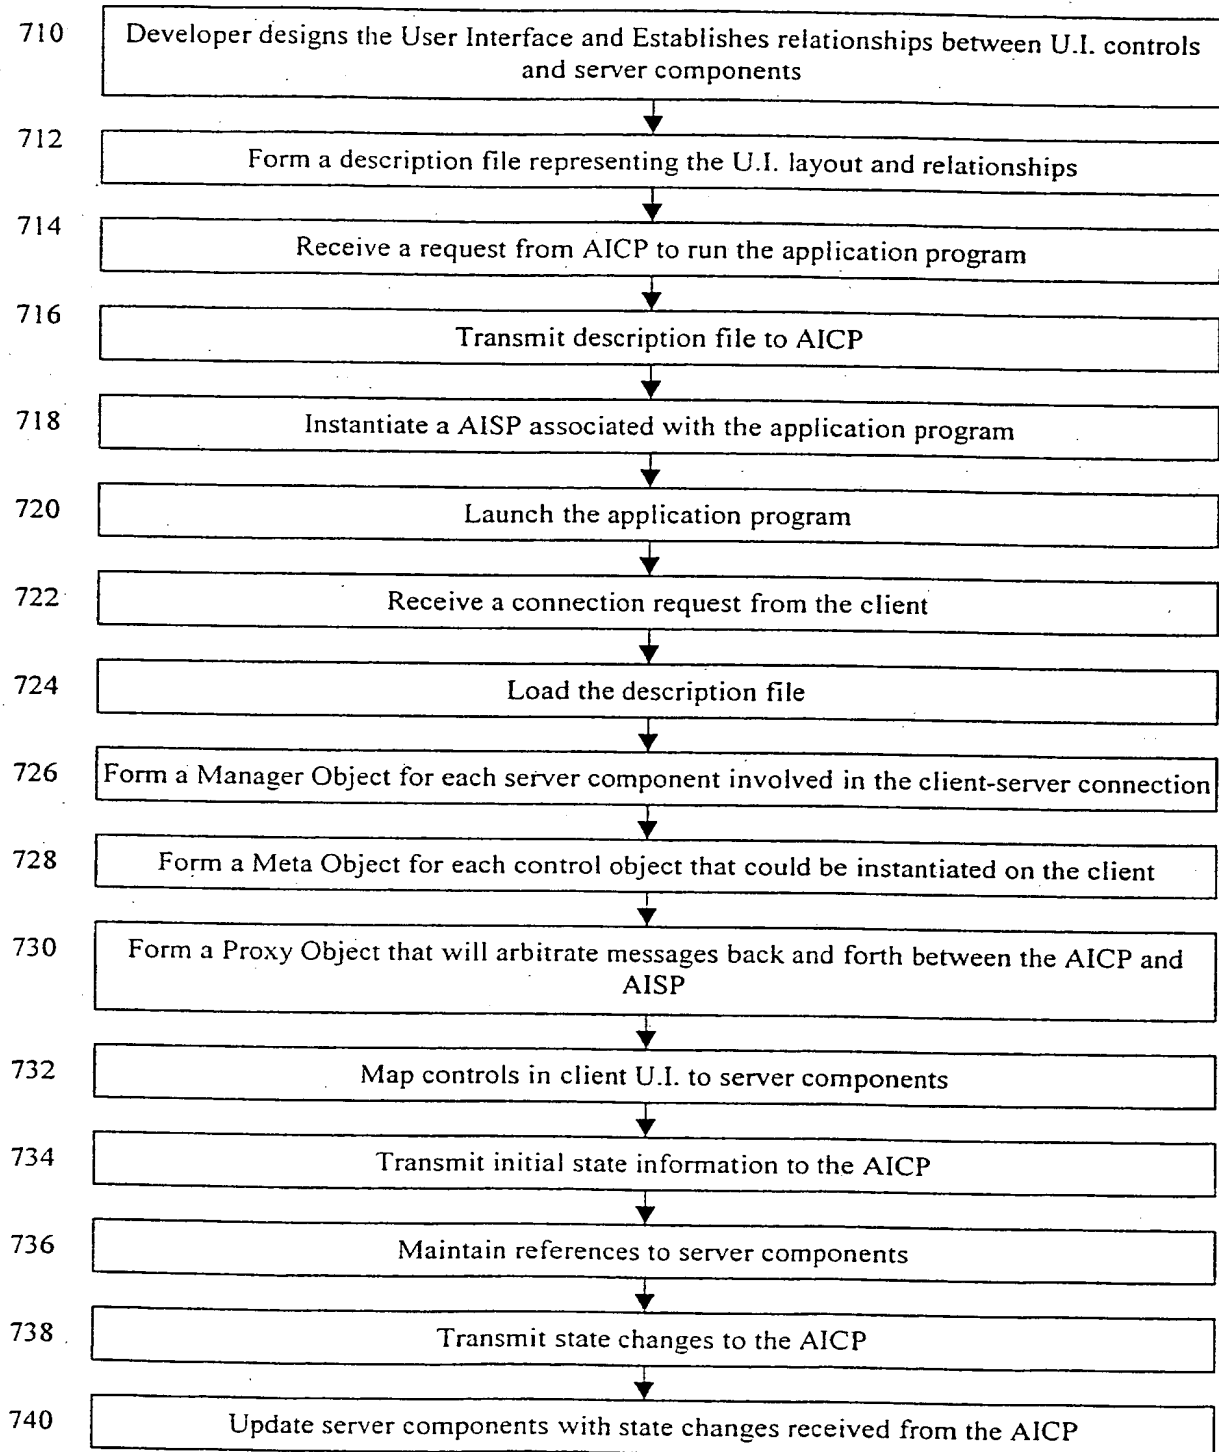 710
Developer designs the User Interface and Establishes relationships between U.I. controls
and server components
712
Form a description file representing the U.I. layout and relationships
714
Receive a request from AICP to run the application program
716
Transmit description file to AICP
718
Instantiate a AISP associated with the application program
720
Launch the application program
722
Receive a connection request from the client
724
Load the description file
726
Form a Manager Object for each server component involved in the client-server connection
728
Form a Meta Object for each control object that could be instantiated on the client
730
Form a Proxy Object that will arbitrate messages back and forth between the AICP and
AISP
732
Map controls in client U.I. to server components
734
Transmit initial state information to the AICP
736
Maintain references to server components
738
Transmit state changes to the AICP
740
Update server components with state changes received from the AICP